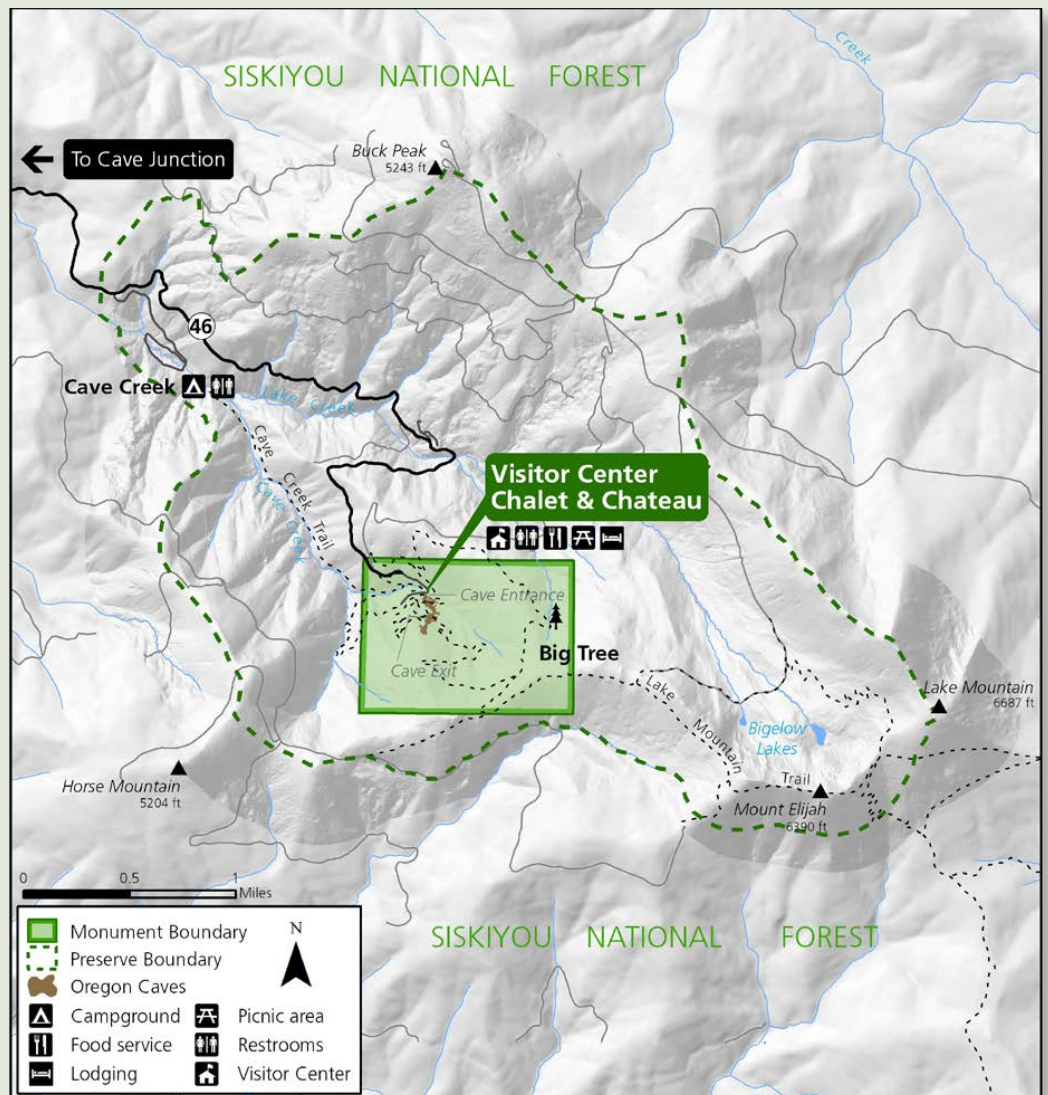 Creek
SISKIYOU NATIONAL FOREST
To Cave Junction
Buck Peak
5243 ft
46
Cave Creek
Lake Creek
Cave Creek Trail
Cave Creek
Visitor Center
Chalet & Chateau
Cave Entrance
Big Tree
Cave Exit
Lake Mountain Trail
Lake Mountain
6687 ft
Bigelow
Lakes
Horse Mountain
5204 ft
Mount Elijah
6390 ft
0 0.5 1
Miles
SISKIYOU NATIONAL FOREST
Monument Boundary
N
Preserve Boundary
Oregon Caves
Campground
Picnic area
Food service
Restrooms
Lodging
Visitor Center